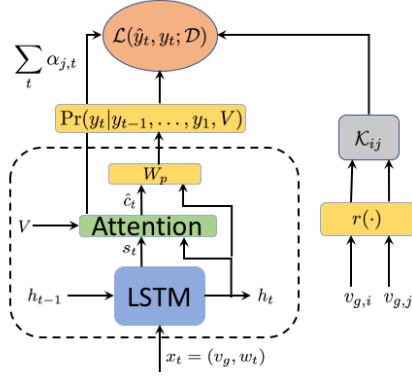 ∑_t α_{j,t}
ℒ(ŷ_t, y_t; 𝒟)
Pr(y_t|y_{t−1}, . . . , y_1, V)
𝒦_{ij}
W_p
ĉ_t
r(·)
V
Attention
s_t
v_{g,i} v_{g,j}
h_{t−1}
LSTM
h_t
x_t = (v_g, w_t)